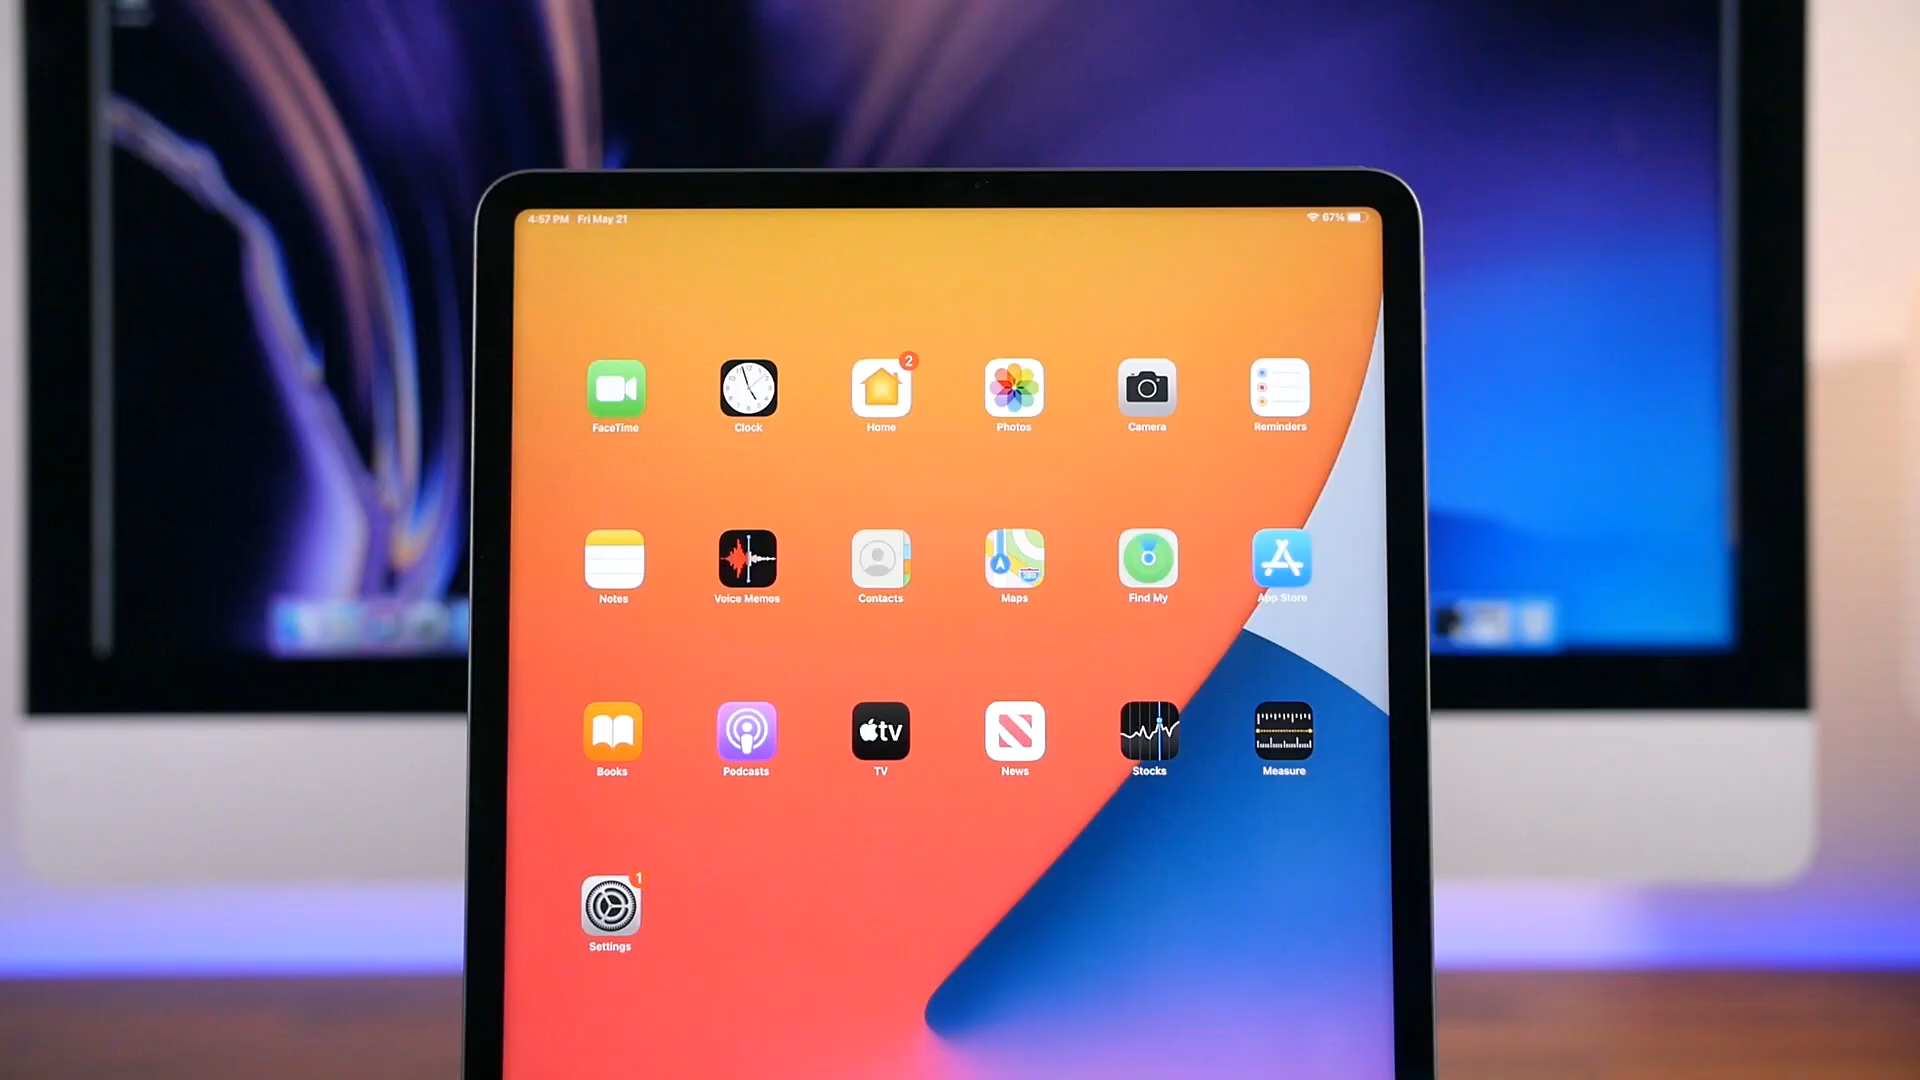 4:57 PM Fri May 21
67%
2
FaceTime Clock Home Photos Camera Reminders
Notes Voice Memos Contacts Maps Find My App Store
tv
Books Podcasts TV News Stocks Measure
1
Settings